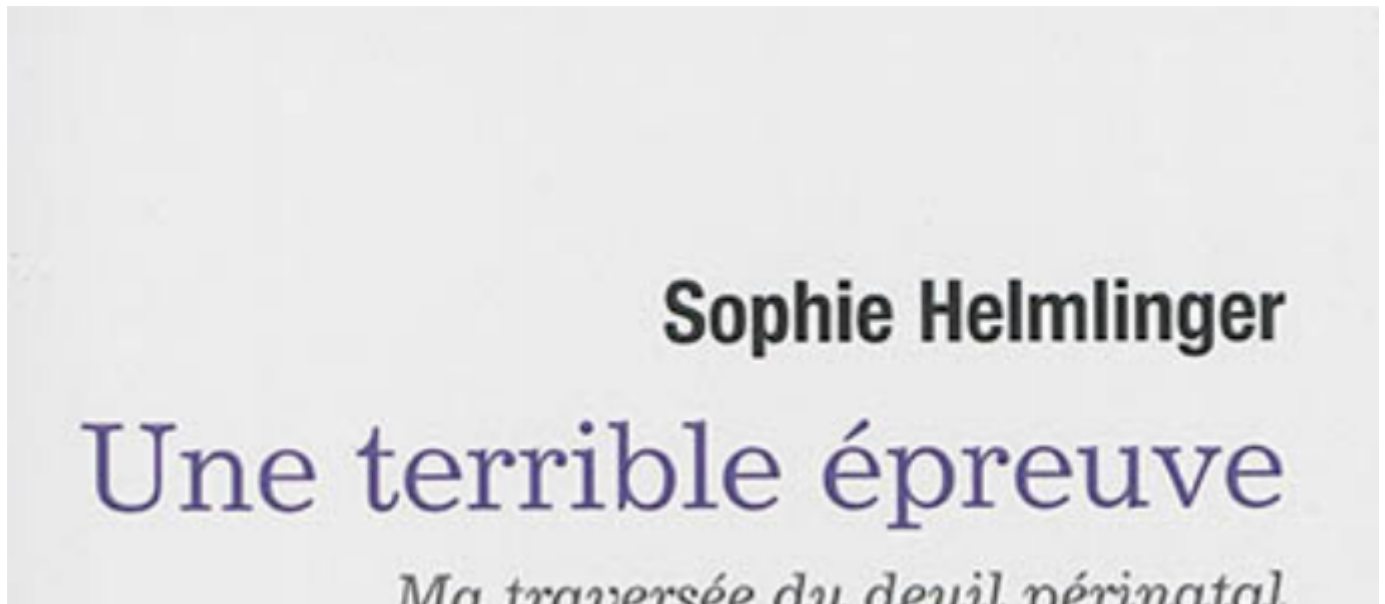 Sophie Helmlinger
Une terrible épreuve
Ma traversée du deuil périnatal